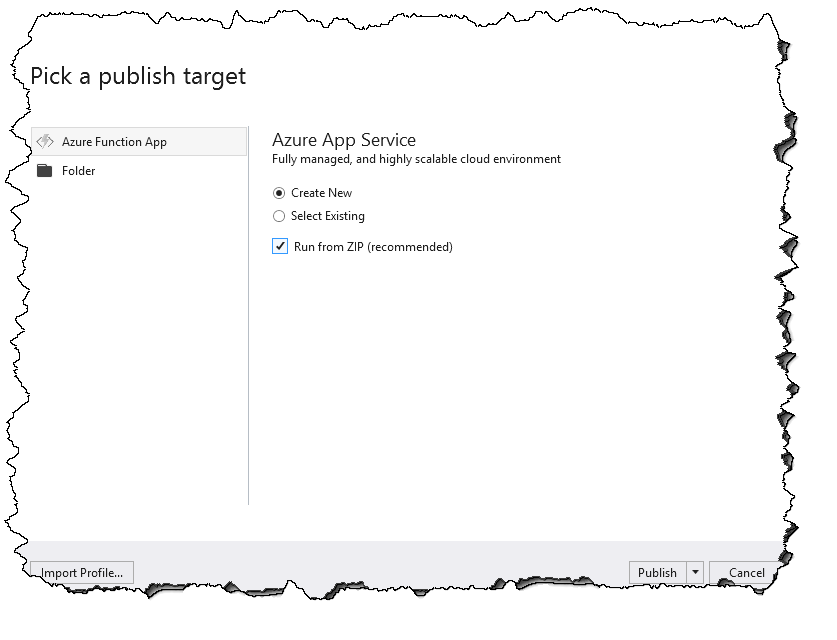 Pick a publish target
Azure Function App
Folder
Azure App Service
Fully managed, and highly scalable cloud environment
Create New
Select Existing
Run from ZIP (recommended)
Import Profile...
Publish
Cancel